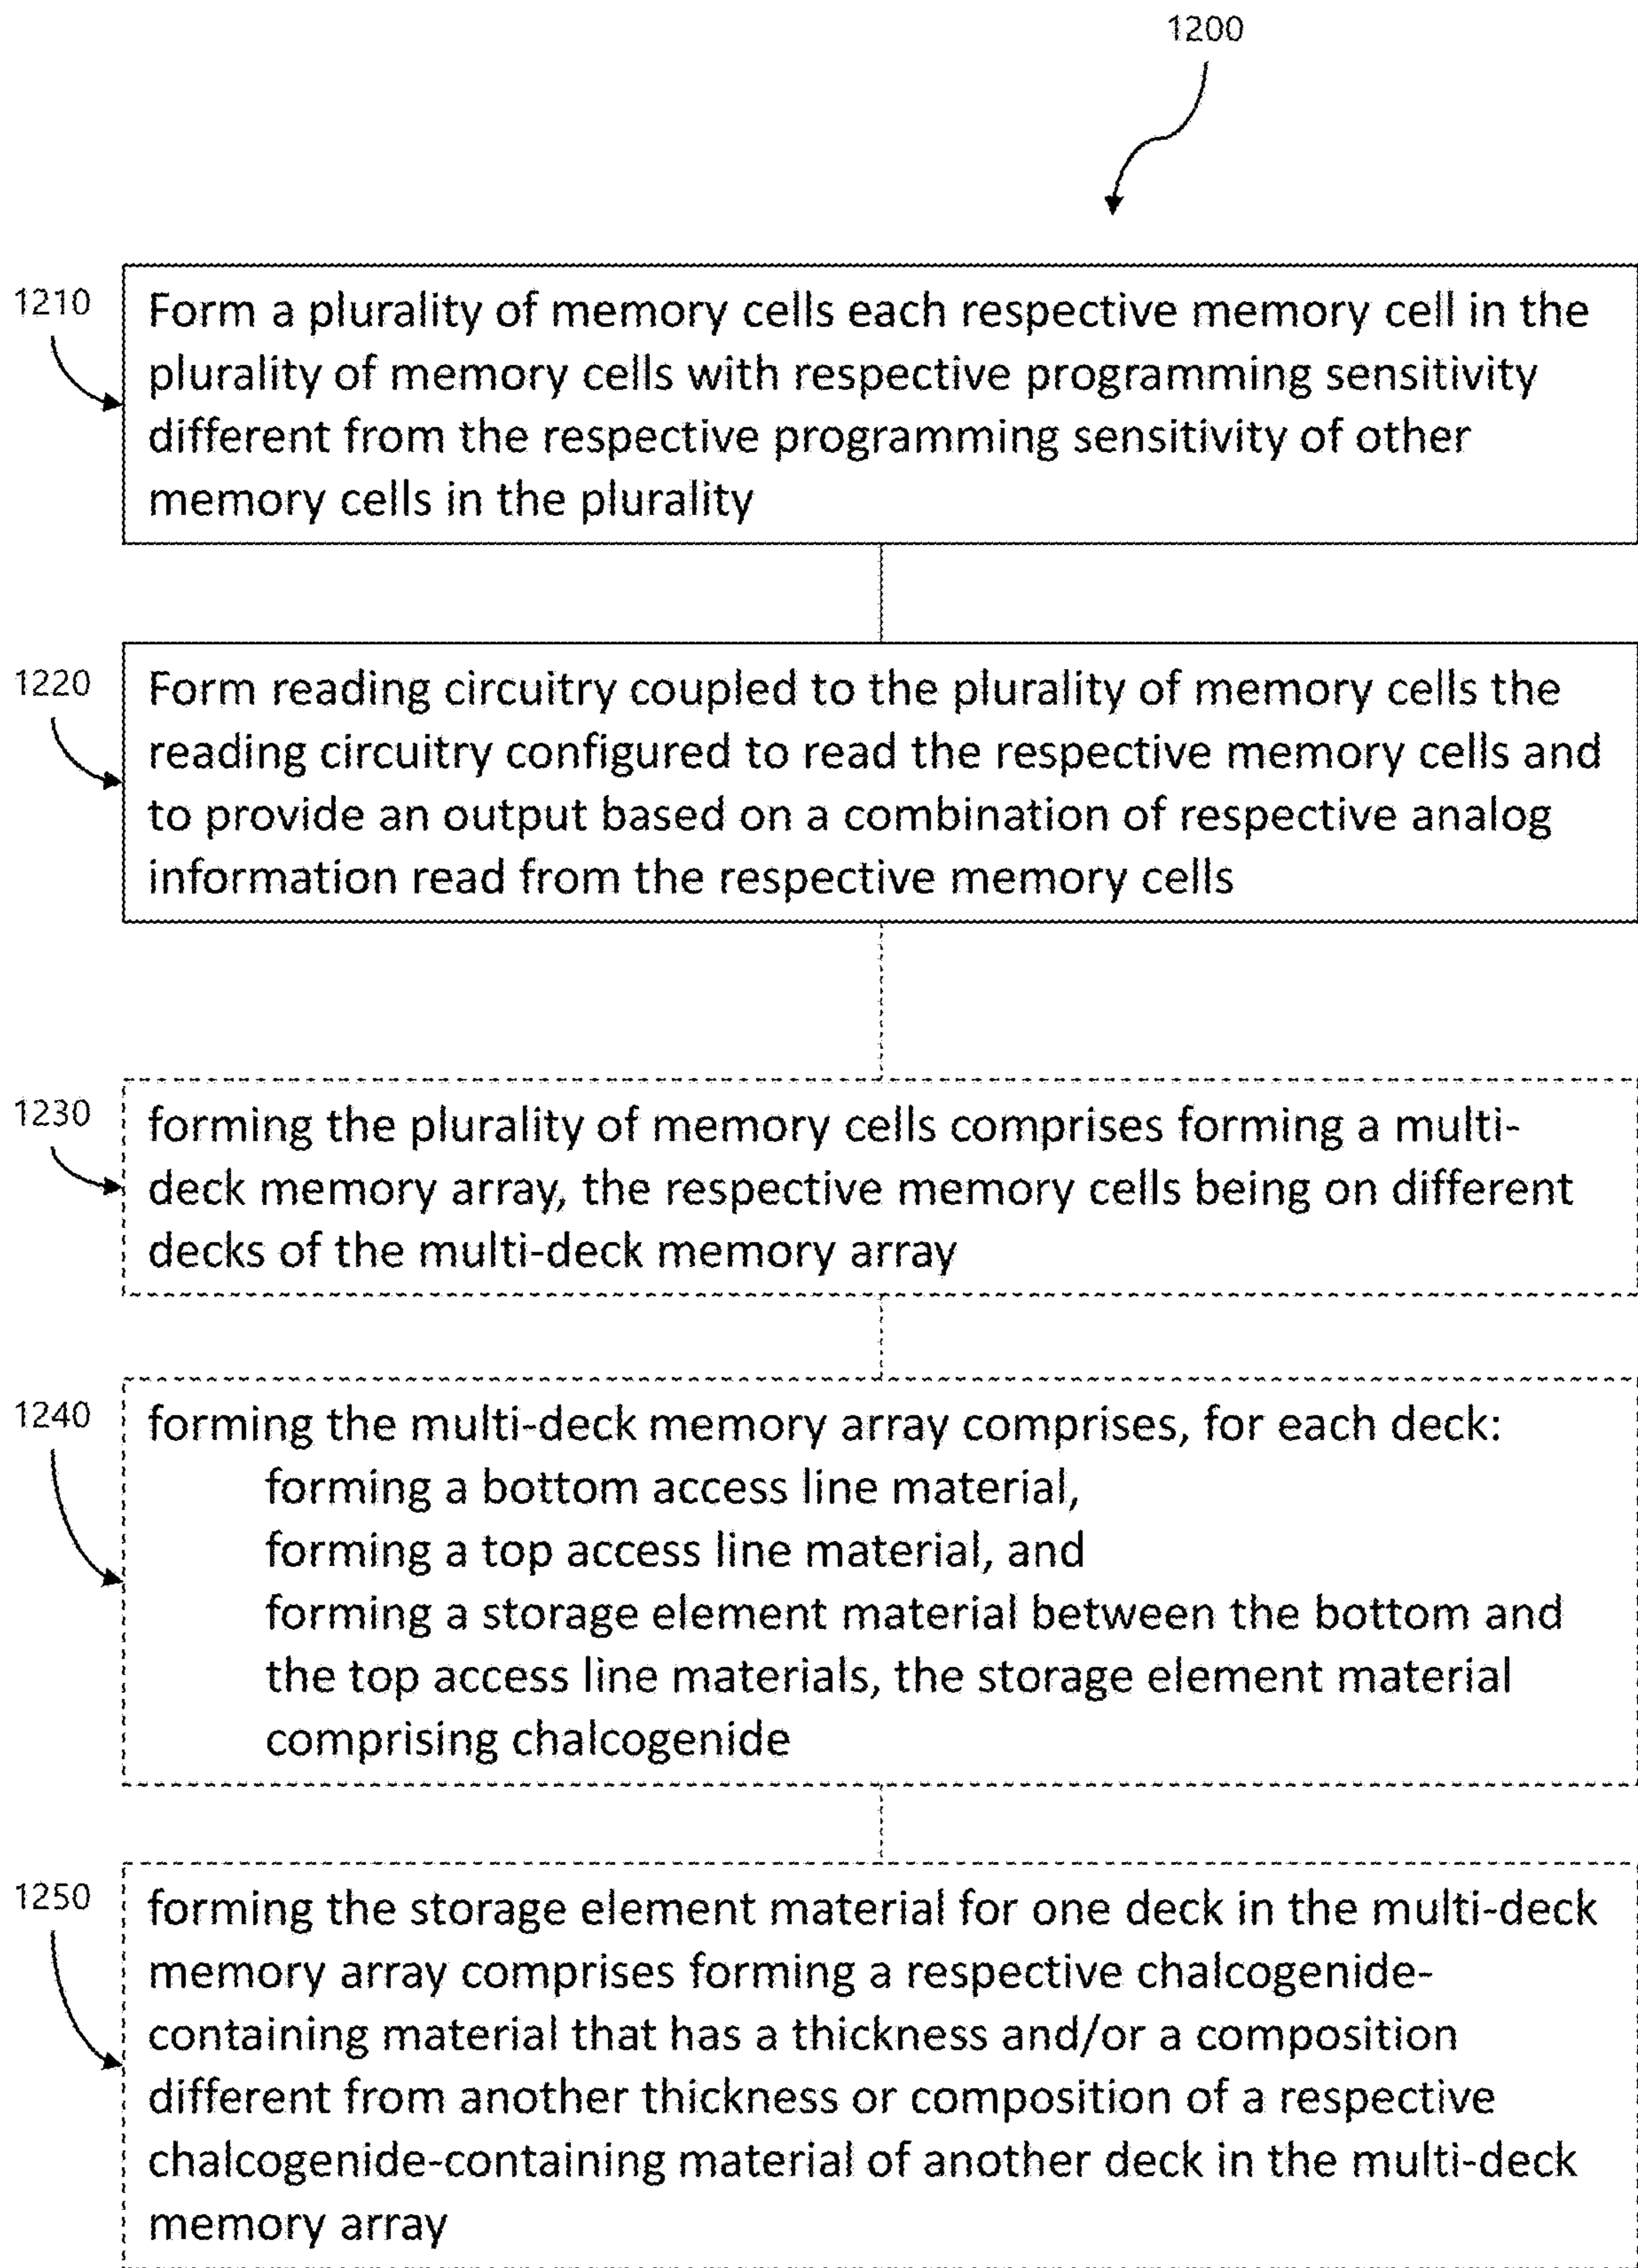 1200
1210
Form a plurality of memory cells each respective memory cell in the
plurality of memory cells with respective programming sensitivity
different from the respective programming sensitivity of other
memory cells in the plurality
1220
Form reading circuitry coupled to the plurality of memory cells the
reading circuitry configured to read the respective memory cells and
to provide an output based on a combination of respective analog
information read from the respective memory cells
1230
forming the plurality of memory cells comprises forming a multi-
deck memory array, the respective memory cells being on different
decks of the multi-deck memory array
1240
forming the multi-deck memory array comprises, for each deck:
forming a bottom access line material,
forming a top access line material, and
forming a storage element material between the bottom and
the top access line materials, the storage element material
comprising chalcogenide
1250
forming the storage element material for one deck in the multi-deck
memory array comprises forming a respective chalcogenide-
containing material that has a thickness and/or a composition
different from another thickness or composition of a respective
chalcogenide-containing material of another deck in the multi-deck
memory array